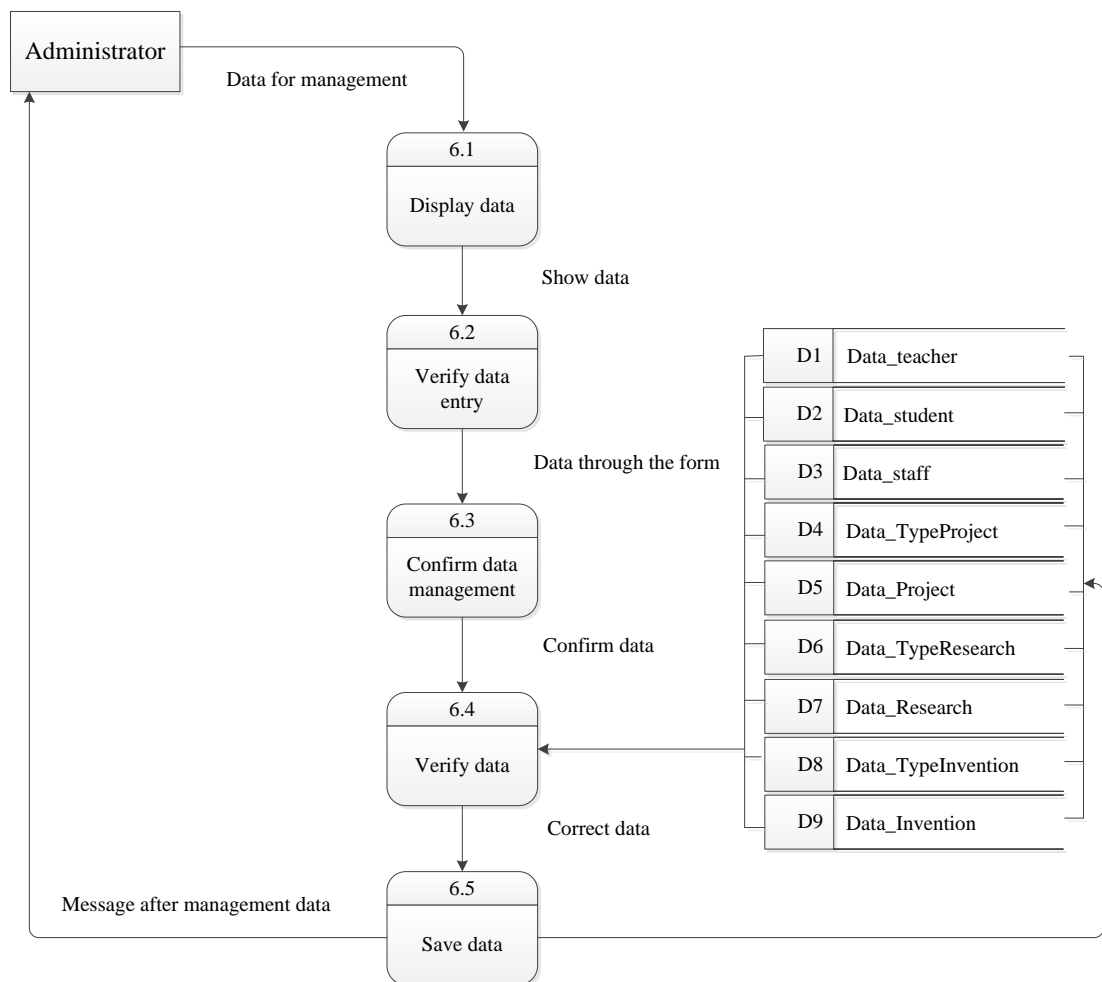 Administrator
Data for management
6.1
Display data
Show data
6.2
Verify data
entry
Data through the form
6.3
Confirm data
management
Confirm data
6.4
Verify data
Correct data
6.5
Save data
Message after management data
D1 Data_teacher
D2 Data_student
D3 Data_staff
D4 Data_TypeProject
D5 Data_Project
D6 Data_TypeResearch
D7 Data_Research
D8 Data_TypeInvention
D9 Data_Invention